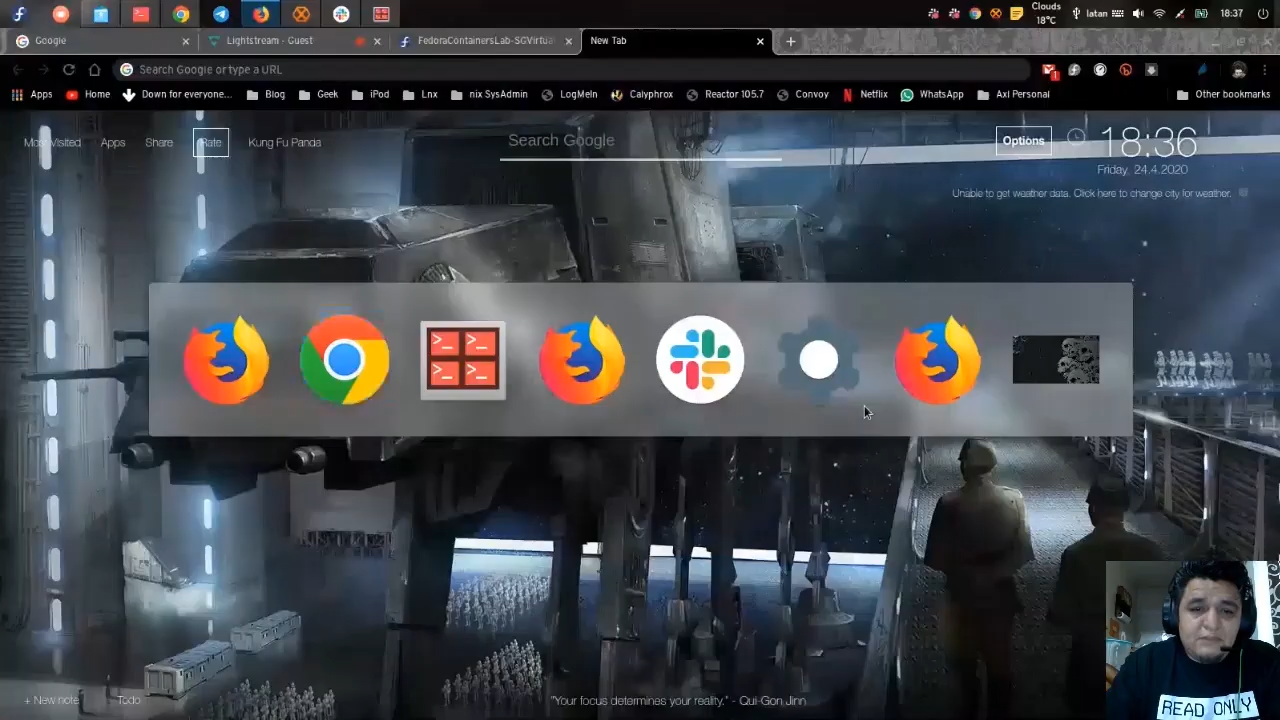 Clouds
18°C
latan
18:37
Google
Lightstream - Guest
FedoraContainersLab-SGVirtua
New Tab
Search Google or type a URL
1
Apps
Home
Down for everyone...
Blog
Geek
iPod
Lnx
nix SysAdmin
LogMeIn
Calyphrox
Reactor 105.7
Convoy
Netflix
WhatsApp
Axl Personal
Other bookmarks
Most Visited
Apps
Share
Rate
Kung Fu Panda
Search Google
Options
18:36
Friday, 24.4.2020
Unable to get weather data. Click here to change city for weather.
>_ >_
>_ >_
+ New note
Todo
"Your focus determines your reality." - Qui-Gon Jinn
READ ONLY